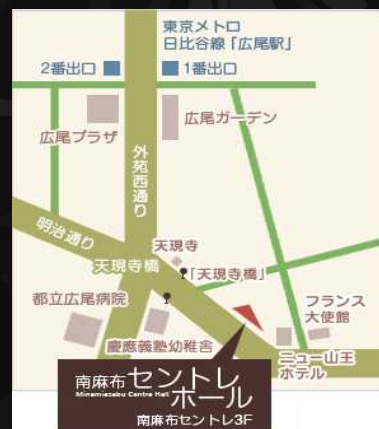 東京メトロ
日比谷線「広尾駅」
2番出口
1番出口
広尾プラザ
広尾ガーデン
外苑西通り
明治通り
天現寺
天現寺橋
「天現寺橋」
都立広尾病院
慶應義塾幼稚舎
フランス
大使館
ニュー山王
ホテル
南麻布セントレ
ホール
Minamiazabu Centre Hall
南麻布セントレ3F